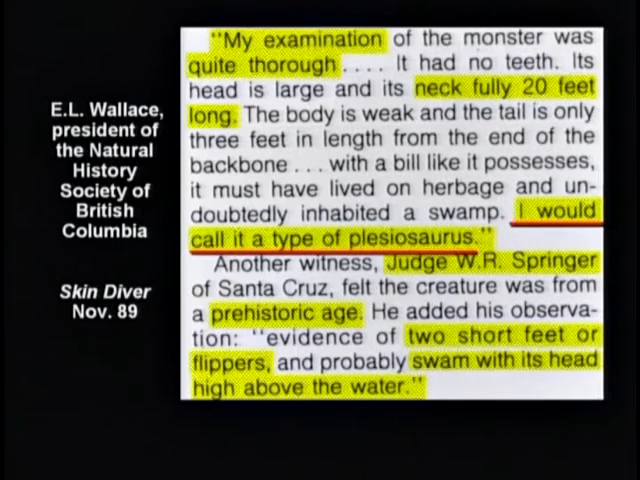 E.L. Wallace,
president of
the Natural
History
Society of
British
Columbia
Skin Diver
Nov. 89
"My examination of the monster was
quite thorough .... It had no teeth. Its
head is large and its neck fully 20 feet
long. The body is weak and the tail is only
three feet in length from the end of the
backbone ... with a bill like it possesses,
it must have lived on herbage and un-
doubtedly inhabited a swamp. I would
call it a type of plesiosaurus."
Another witness, Judge W.R. Springer
of Santa Cruz, felt the creature was from
a prehistoric age. He added his observa-
tion: "evidence of two short feet or
flippers, and probably swam with its head
high above the water."